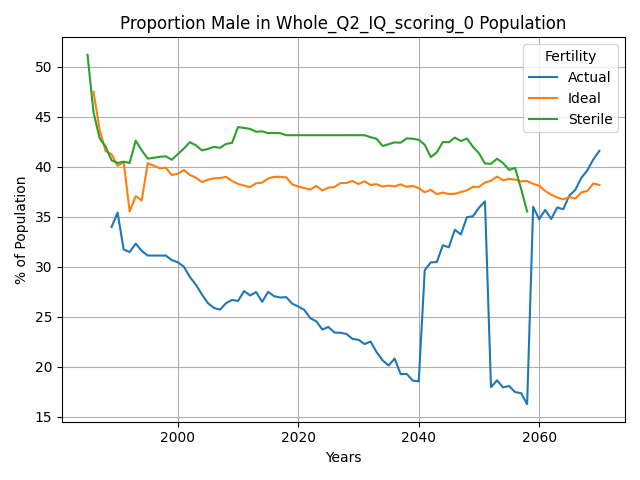 Proportion Male in Whole_Q2_IQ_scoring_0 Population
% of Population
50
45
40
35
30
25
20
15
Fertility
Actual
Ideal
Sterile
2000
2020
2040
2060
Years